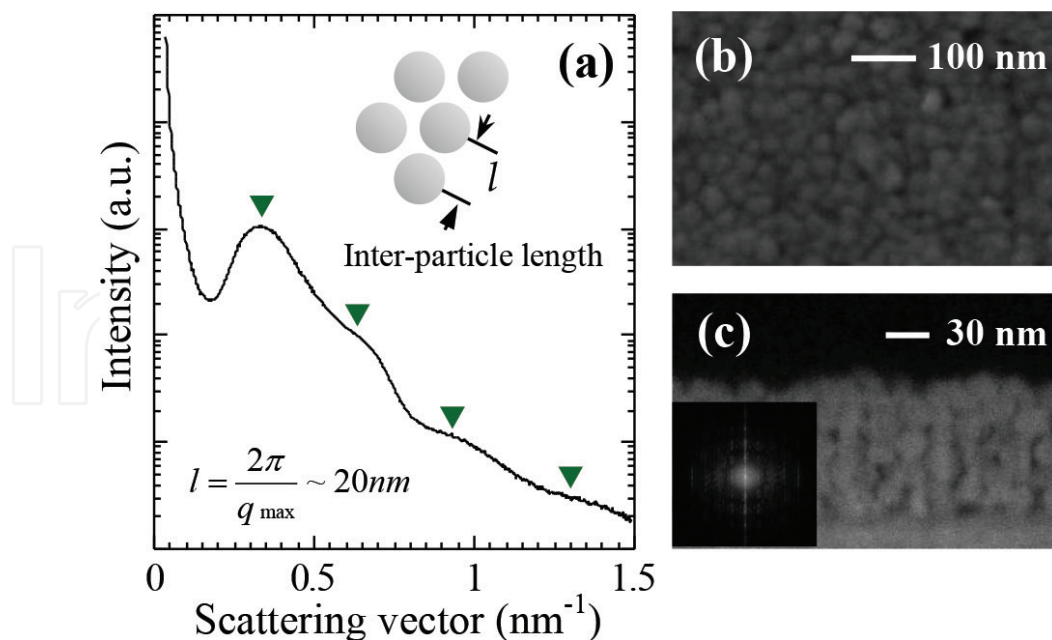 (a)
l
Inter-particle length
Intensity (a.u.)
l = 2π / q max ~ 20nm
0 0.5 1 1.5
Scattering vector (nm⁻¹)
(b)
100 nm
(c)
30 nm